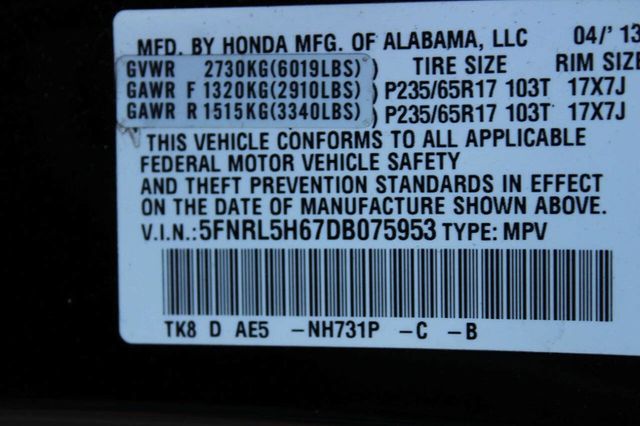 MFD. BY HONDA MFG. OF ALABAMA, LLC 04/'13
GVWR 2730KG(6019LBS) TIRE SIZE RIM SIZE
GAWR F 1320KG(2910LBS) P235/65R17 103T 17X7J
GAWR R 1515KG(3340LBS) P235/65R17 103T 17X7J
THIS VEHICLE CONFORMS TO ALL APPLICABLE
FEDERAL MOTOR VEHICLE SAFETY
AND THEFT PREVENTION STANDARDS IN EFFECT
ON THE DATE OF MANUFACTURE SHOWN ABOVE.
V.I.N.:5FNRL5H67DB075953 TYPE: MPV
TK8 D AE5 -NH731P -C -B